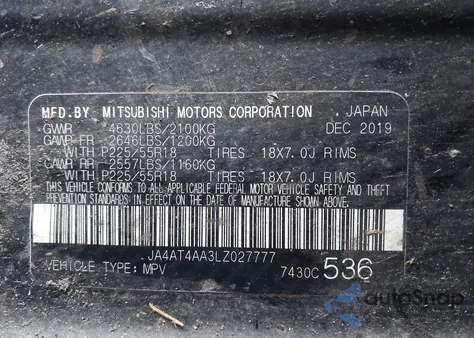 MFD.BY MITSUBISHI MOTORS CORPORATION .JAPAN
GVWR 4630LBS/2100KG DEC 2019
GAWR FR 2646LBS/1200KG
WITH P225/55R18 TIRES 18X7.0J RIMS
GAWR RR 2557LBS/1160KG
WITH P225/55R18 TIRES 18X7.0J RIMS
THIS VEHICLE CONFORMS TO ALL APPLICABLE FEDERAL MOTOR VEHICLE SAFETY AND THEFT
PREVENTION STANDARDS IN EFFECT ON THE DATE OF MANUFACTURE SHOWN ABOVE.
.JA4AT4AA3LZ027777
VEHICLE TYPE: MPV 7430C 536
autoSnap